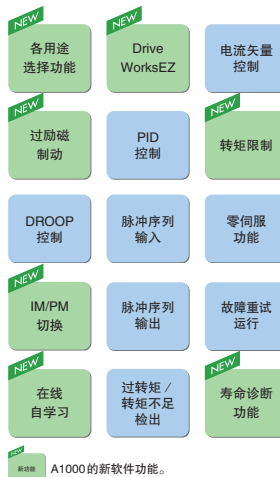 NEW
各用途
选择功能
NEW
Drive
WorksEZ
电流矢量
控制
NEW
过励磁
制动
PID
控制
NEW
转矩限制
DROOP
控制
脉冲序列
输入
零伺服
功能
NEW
IM/PM
切换
脉冲序列
输出
故障重试
运行
NEW
在线
自学习
过转矩／
转矩不足
检出
NEW
寿命诊断
功能
NEW
新功能
A1000的新软件功能。